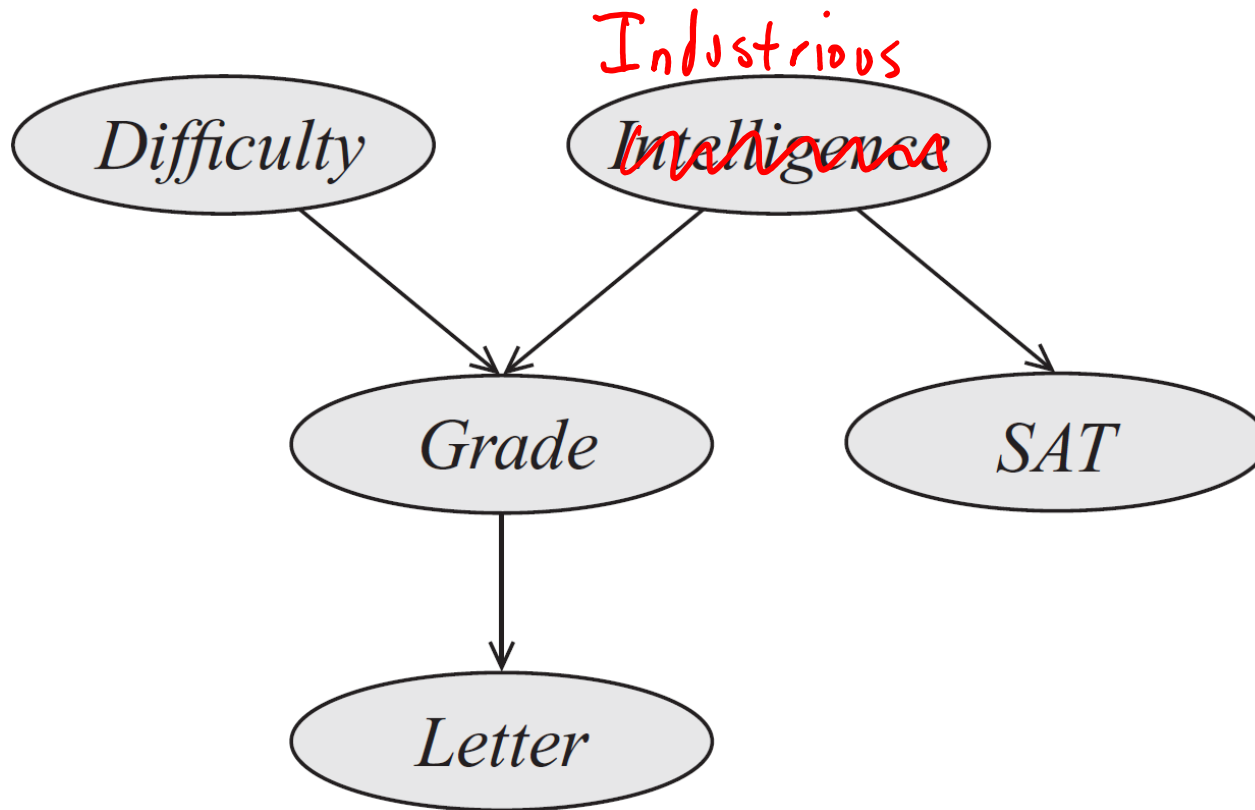 Industrious
Difficulty
Intelligence
Grade
SAT
Letter